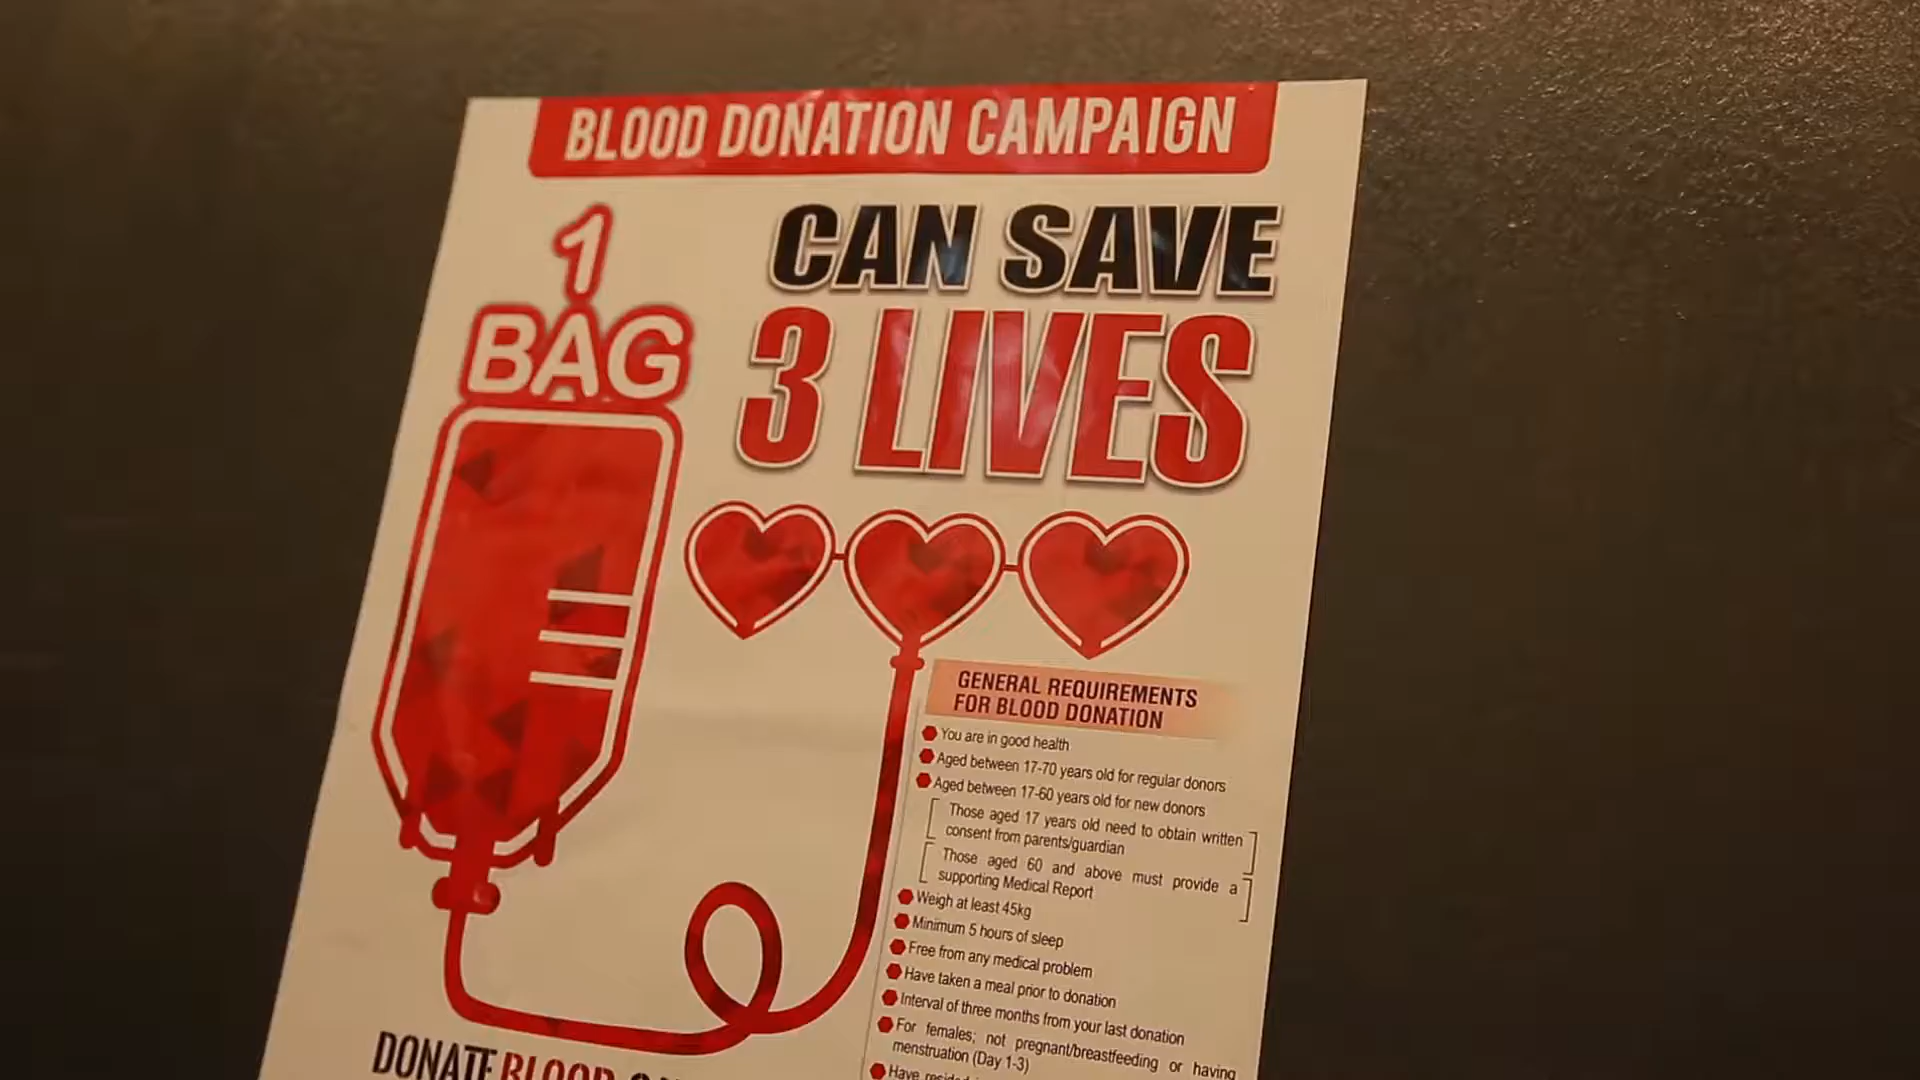 BLOOD DONATION CAMPAIGN
1
BAG
CAN SAVE
3 LIVES
GENERAL REQUIREMENTS
FOR BLOOD DONATION
You are in good health
Aged between 17-70 years old for regular donors
Aged between 17-60 years old for new donors
Those aged 17 years old need to obtain written
consent from parents/guardian
Those aged 60 and above must provide a
supporting Medical Report
Weigh at least 45kg
Minimum 5 hours of sleep
Free from any medical problem
Have taken a meal prior to donation
Interval of three months from your last donation
For females; not pregnant/breastfeeding or having
menstruation (Day 1-3)
Have
DONATE BLOOD